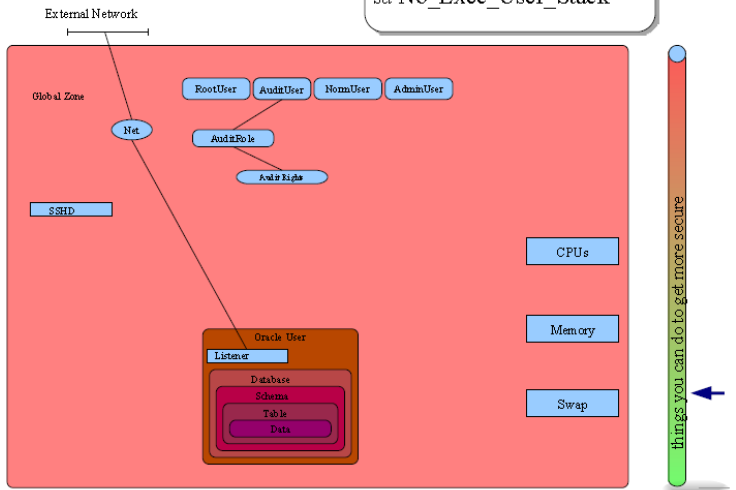 sd No_Exec_User_Stack
External Network
Global Zone
RootUser
AuditUser
NormUser
AdminUser
Net
AuditRole
Audit Rights
SSHD
CPUs
Memory
Swap
Oracle User
Listener
Database
Schema
Table
Data
things you can do to get more secure